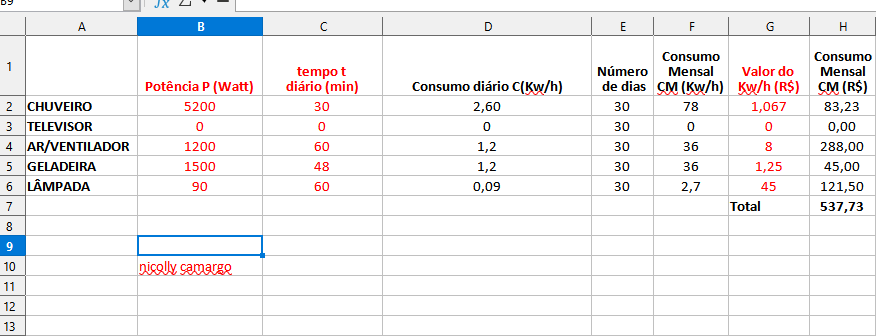 A B C D E F G H
1 Potência P (Watt) tempo t diário (min) Consumo diário C(Kw/h) Número de dias Consumo Mensal CM (Kw/h) Valor do Kw/h (R$) Consumo Mensal CM (R$)
2 CHUVEIRO 5200 30 2,60 30 78 1,067 83,23
3 TELEVISOR 0 0 0 30 0 0 0,00
4 AR/VENTILADOR 1200 60 1,2 30 36 8 288,00
5 GELADEIRA 1500 48 1,2 30 36 1,25 45,00
6 LÂMPADA 90 60 0,09 30 2,7 45 121,50
7 Total 537,73
8
9
10 nicolly camargo
11
12
13